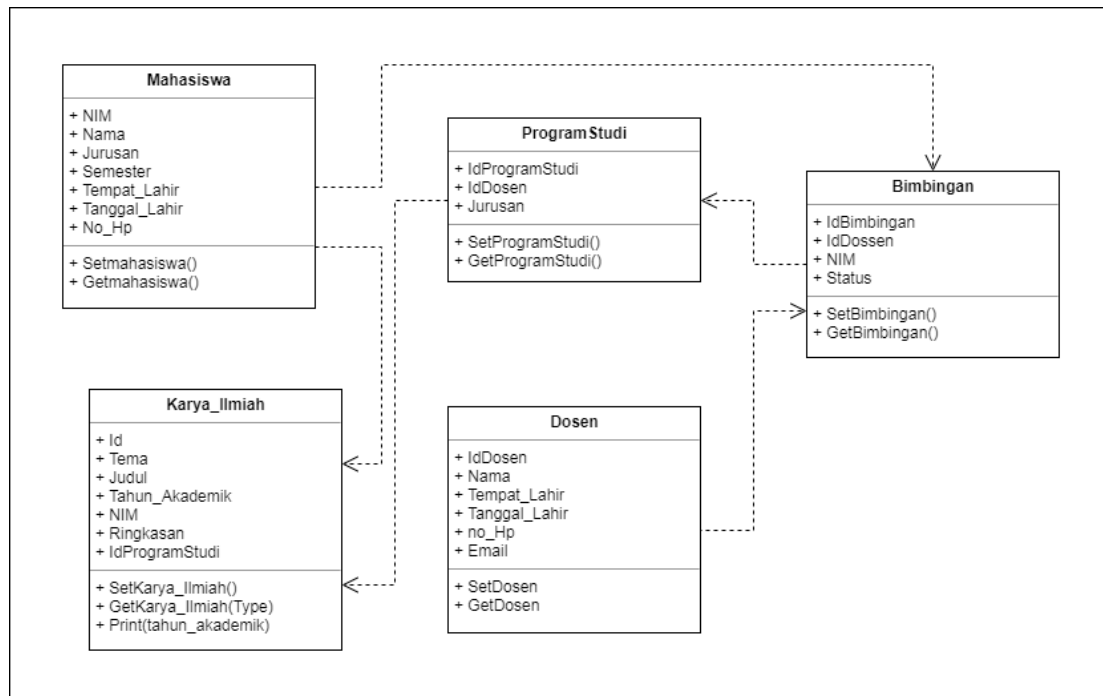 Mahasiswa
+ NIM
+ Nama
+ Jurusan
+ Semester
+ Tempat_Lahir
+ Tanggal_Lahir
+ No_Hp
+ Setmahasiswa()
+ Getmahasiswa()
ProgramStudi
+ IdProgramStudi
+ IdDosen
+ Jurusan
+ SetProgramStudi()
+ GetProgramStudi()
Bimbingan
+ IdBimbingan
+ IdDossen
+ NIM
+ Status
+ SetBimbingan()
+ GetBimbingan()
Karya_Ilmiah
+ Id
+ Tema
+ Judul
+ Tahun_Akademik
+ NIM
+ Ringkasan
+ IdProgramStudi
+ SetKarya_Ilmiah()
+ GetKarya_Ilmiah(Type)
+ Print(tahun_akademik)
Dosen
+ IdDosen
+ Nama
+ Tempat_Lahir
+ Tanggal_Lahir
+ no_Hp
+ Email
+ SetDosen
+ GetDosen